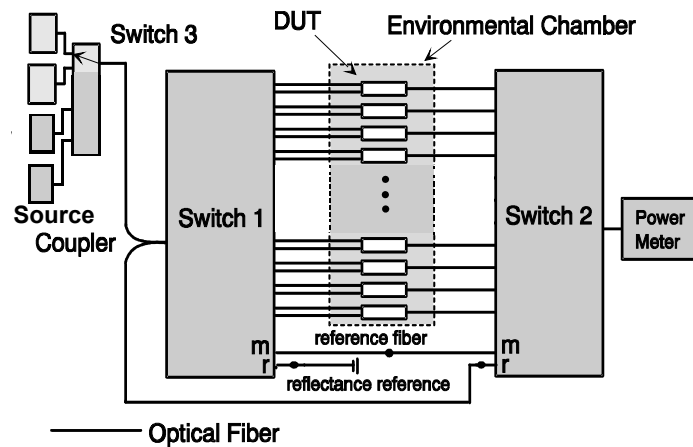 Switch 3
DUT
Environmental Chamber
Source
Coupler
Switch 1
Switch 2
Power
Meter
m
reference fiber
m
r
reflectance reference
r
Optical Fiber